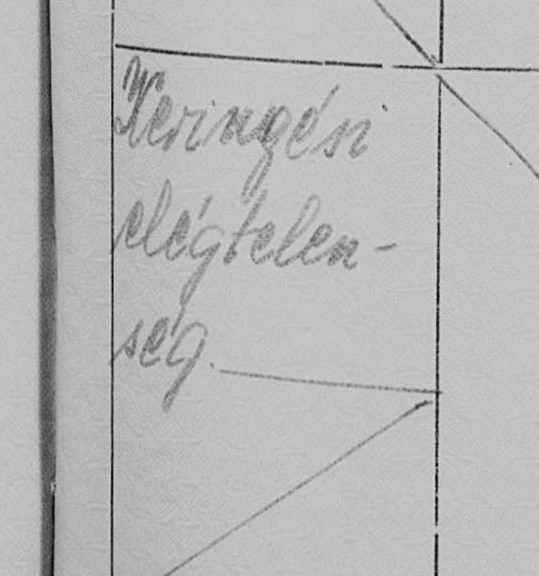 Keringési
elégtelen-
ség.